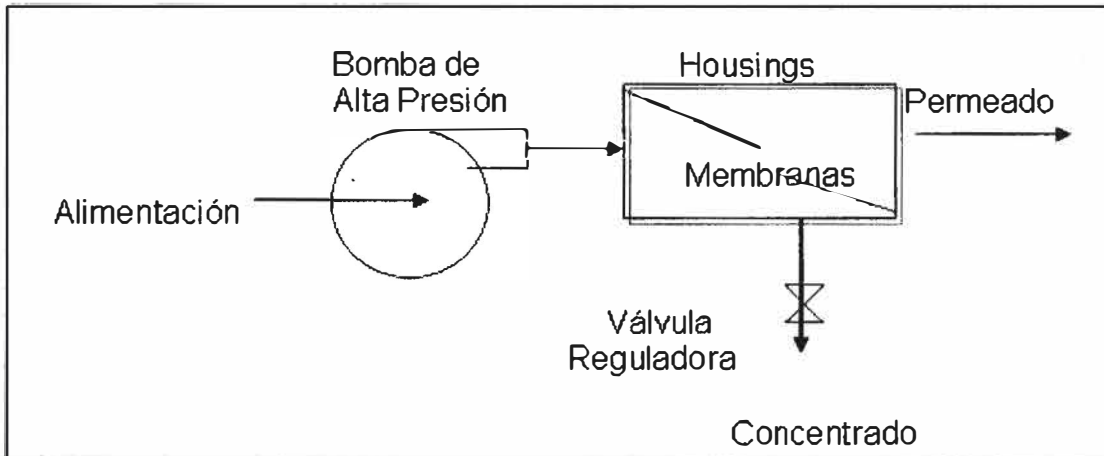 Bomba de
Alta Presión
Housings
Permeado
Membranas
Alimentación
Válvula
Reguladora
Concentrado